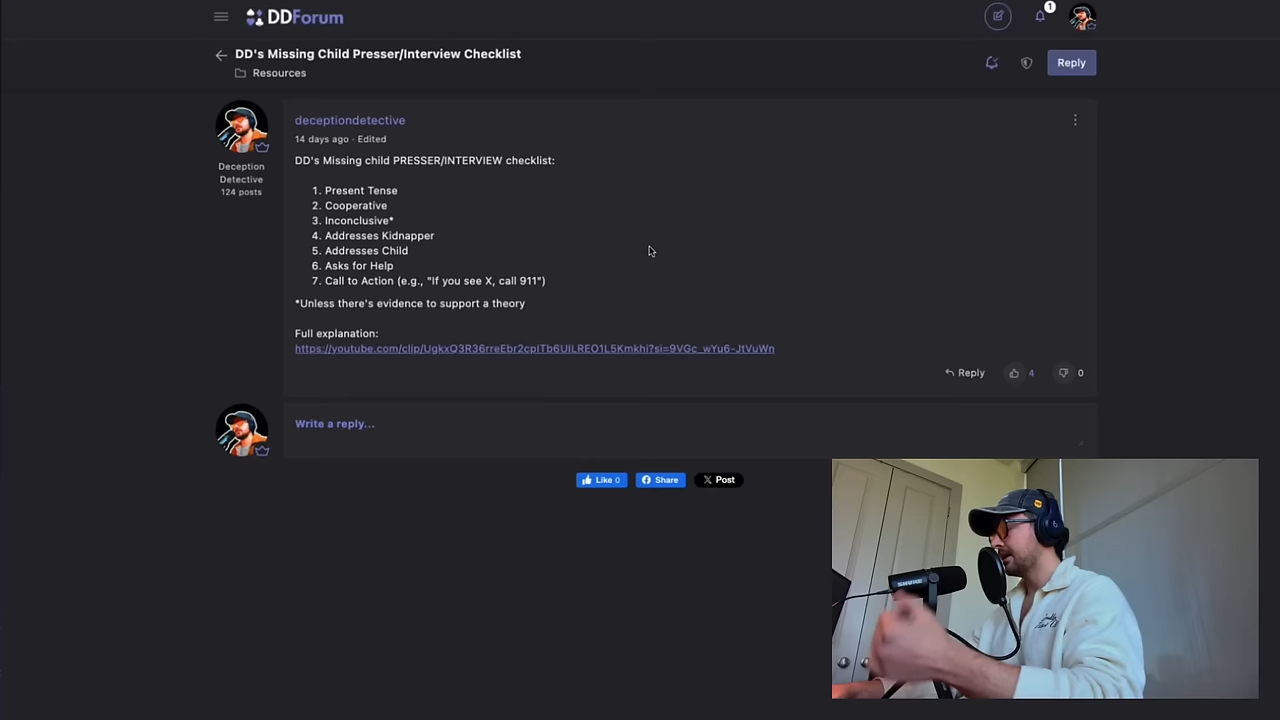 DDForum
1
DD's Missing Child Presser/Interview Checklist
Resources
Reply
deceptiondetective
14 days ago · Edited
Deception
Detective
124 posts
DD's Missing child PRESSER/INTERVIEW checklist:
1. Present Tense
2. Cooperative
3. Inconclusive*
4. Addresses Kidnapper
5. Addresses Child
6. Asks for Help
7. Call to Action (e.g., "If you see X, call 911")
*Unless there's evidence to support a theory
Full explanation:
https://youtube.com/clip/UgkxQ3R36rreEbr2cpITb6UILREO1L5Kmkhi?si=9VGc_wYu6-JtVuWn
Reply
4
0
Write a reply...
Like 0
Share
Post
SHURE